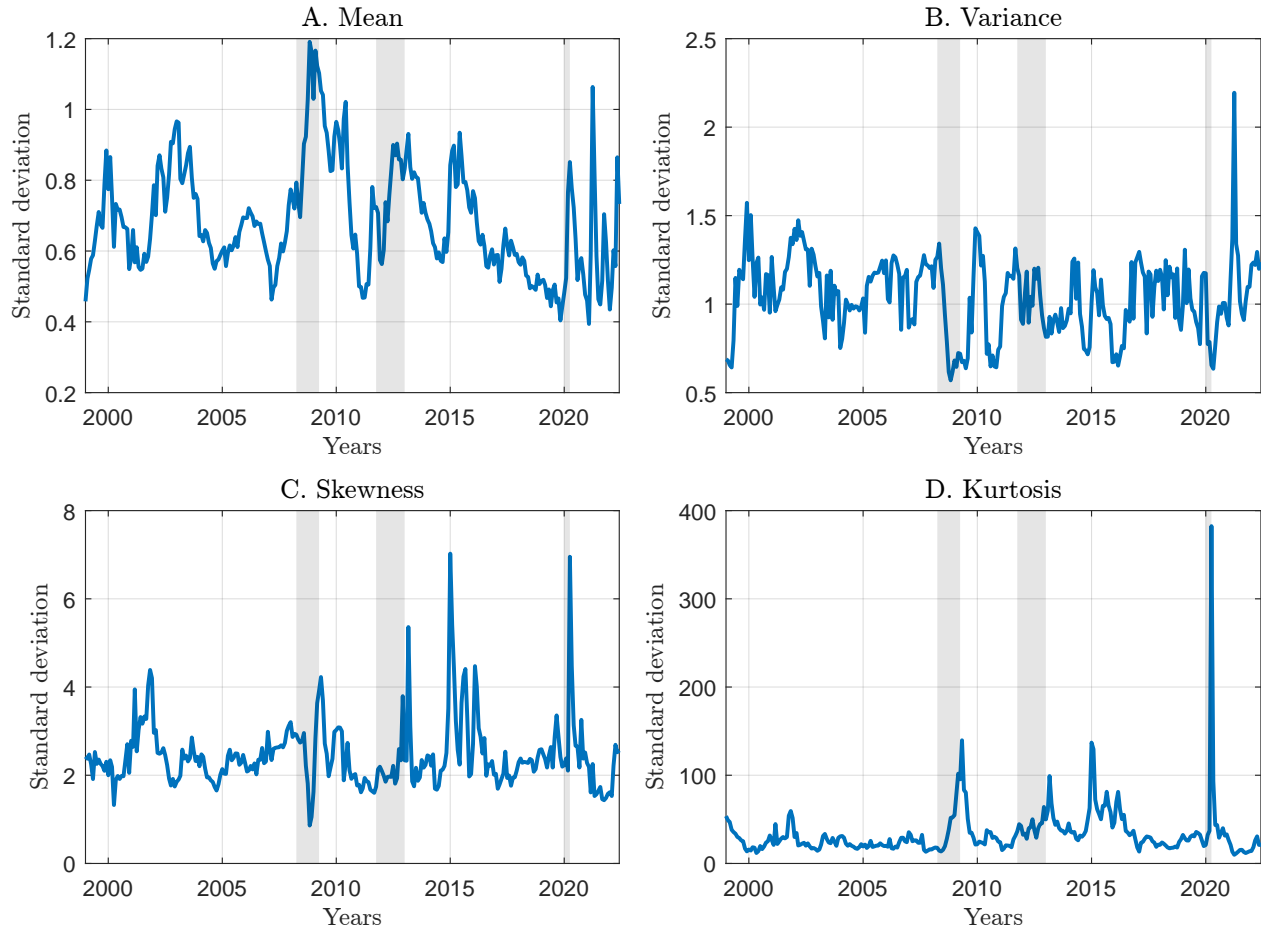 A. Mean
1.2
1
0.8
0.6
0.4
0.2
Standard deviation
2000 2005 2010 2015 2020
Years
B. Variance
2.5
2
1.5
1
0.5
Standard deviation
2000 2005 2010 2015 2020
Years
C. Skewness
8
6
4
2
0
Standard deviation
2000 2005 2010 2015 2020
Years
D. Kurtosis
400
300
200
100
0
Standard deviation
2000 2005 2010 2015 2020
Years